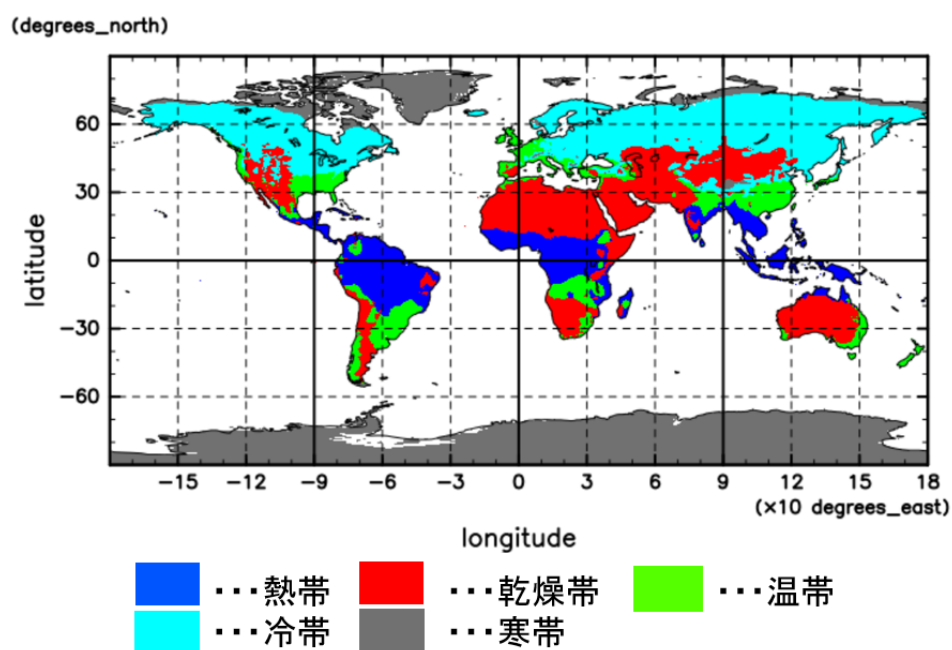 (degrees_north)
60
30
0
−30
−60
latitude
−15 −12 −9 −6 −3 0 3 6 9 12 15 18
(×10 degrees_east)
longitude
…熱帯 …乾燥帯 …温帯
…冷帯 …寒帯